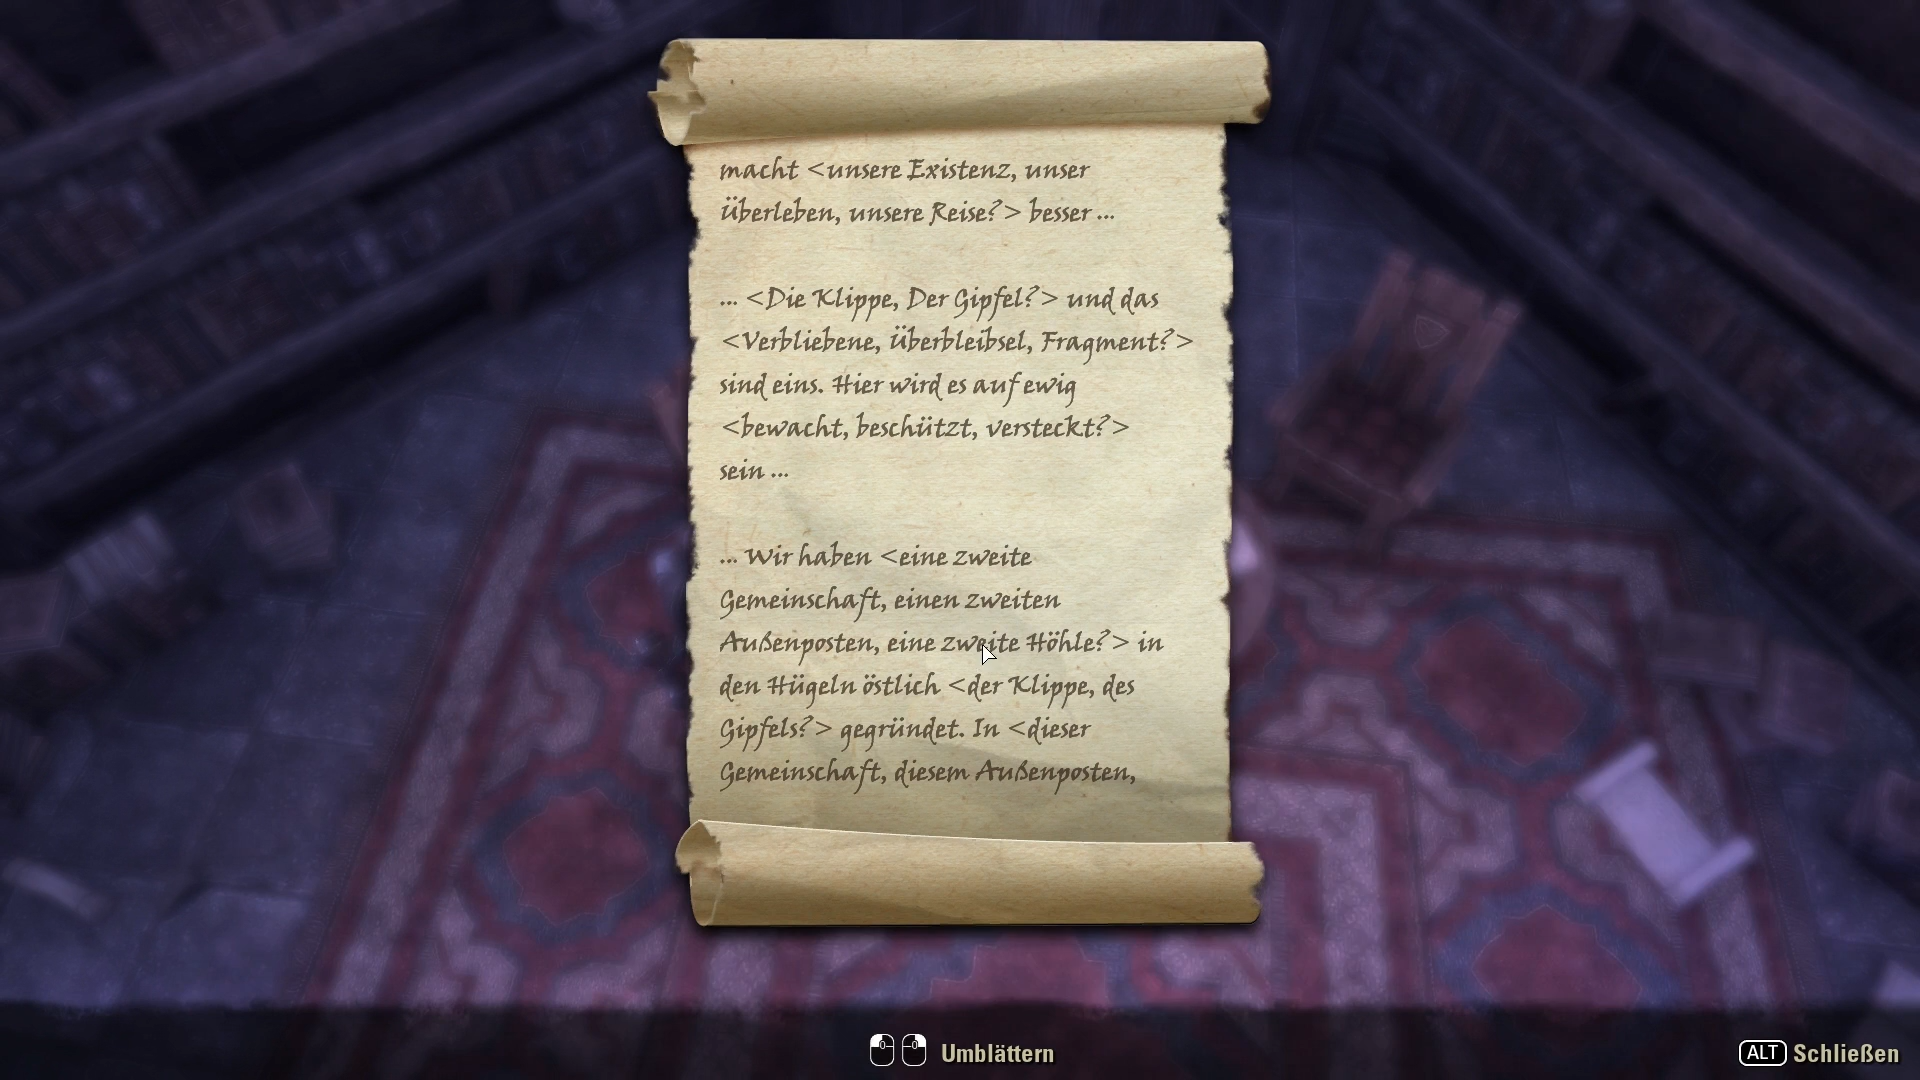 macht <unsere Existenz, unser
Überleben, unsere Reise?> besser ...
... <Die Klippe, Der Gipfel?> und das
<Verbliebene, Überbleibsel, Fragment?>
sind eins. Hier wird es auf ewig
<bewacht, beschützt, versteckt?>
sein ...
... Wir haben <eine zweite
Gemeinschaft, einen zweiten
Außenposten, eine zweite Höhle?> in
den Hügeln östlich <der Klippe, des
Gipfels?> gegründet. In <dieser
Gemeinschaft, diesem Außenposten,
Umblättern
ALT Schließen